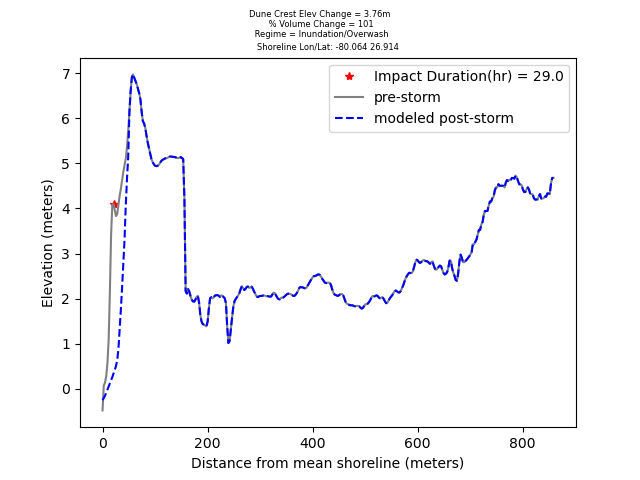 Dune Crest Elev Change = 3.76m
% Volume Change = 101
Regime = Inundation/Overwash
Shoreline Lon/Lat: -80.064 26.914
Impact Duration(hr) = 29.0
pre-storm
modeled post-storm
7
6
5
4
3
2
1
0
Elevation (meters)
0 200 400 600 800
Distance from mean shoreline (meters)